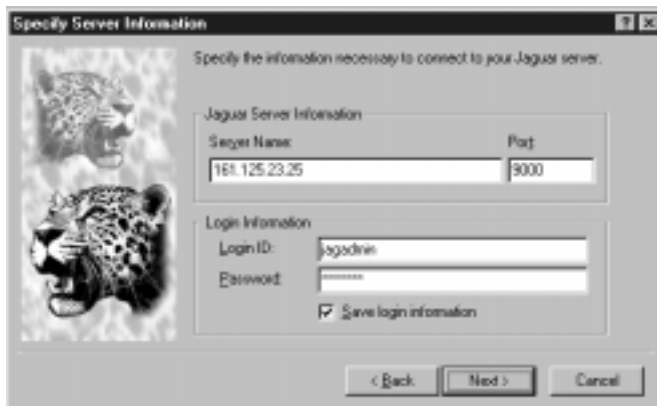 Specify Server Information
Specify the information necessary to connect to your Jaguar server.
Jaguar Server Information
Server Name: Port:
161.125.23.25 9000
Login Information
Login ID: jagadmin
Password: ********
Save login information
< Back Next > Cancel